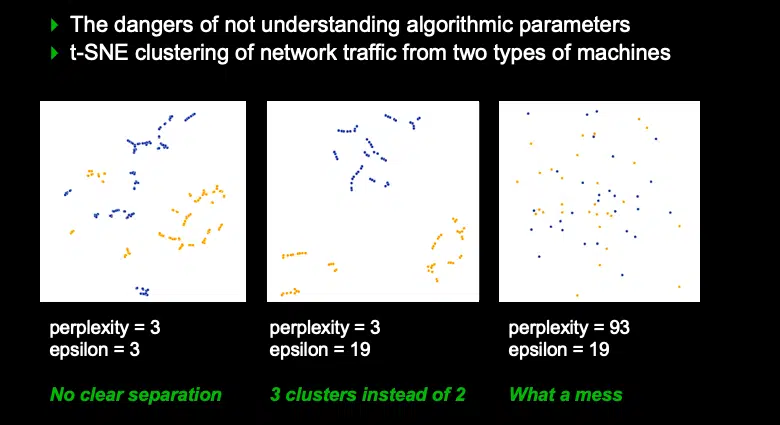 The dangers of not understanding algorithmic parameters
t-SNE clustering of network traffic from two types of machines
perplexity = 3
epsilon = 3
No clear separation
perplexity = 3
epsilon = 19
3 clusters instead of 2
perplexity = 93
epsilon = 19
What a mess